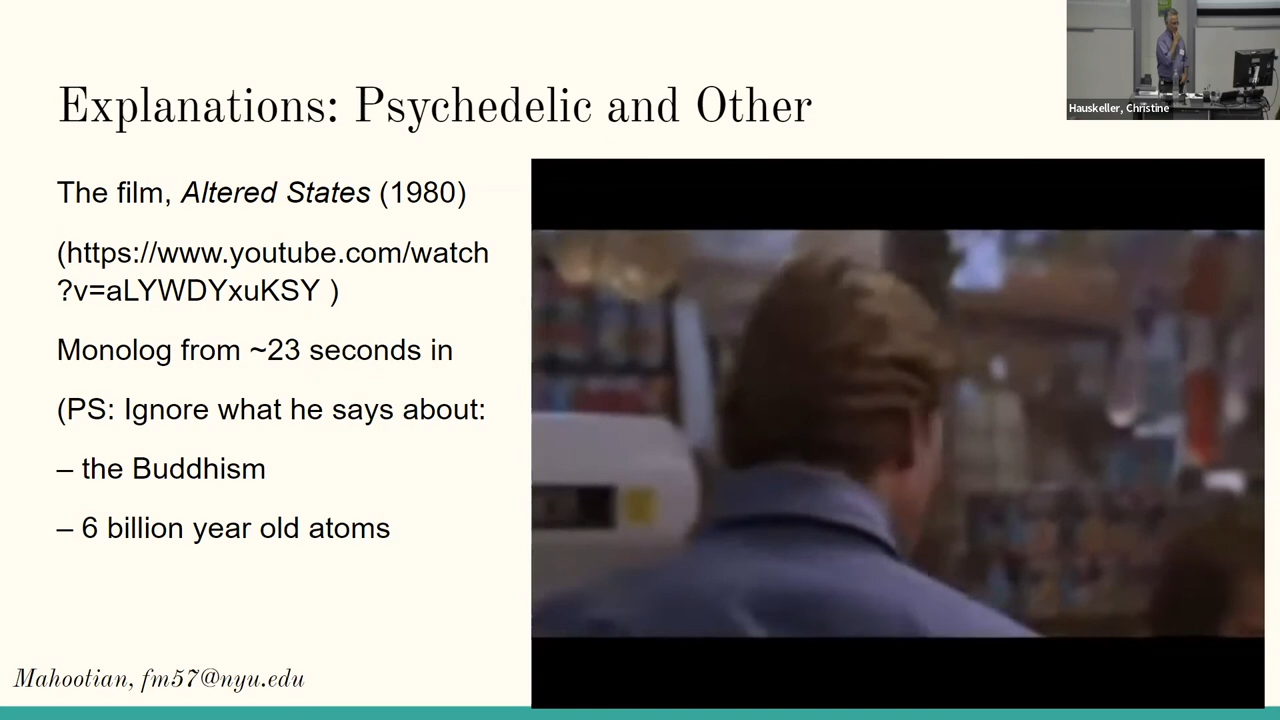 Hauskeller, Christine
Explanations: Psychedelic and Other
The film, Altered States (1980)
(https://www.youtube.com/watch
?v=aLYWDYxuKSY )
Monolog from ~23 seconds in
(PS: Ignore what he says about:
– the Buddhism
– 6 billion year old atoms
Mahootian, fm57@nyu.edu